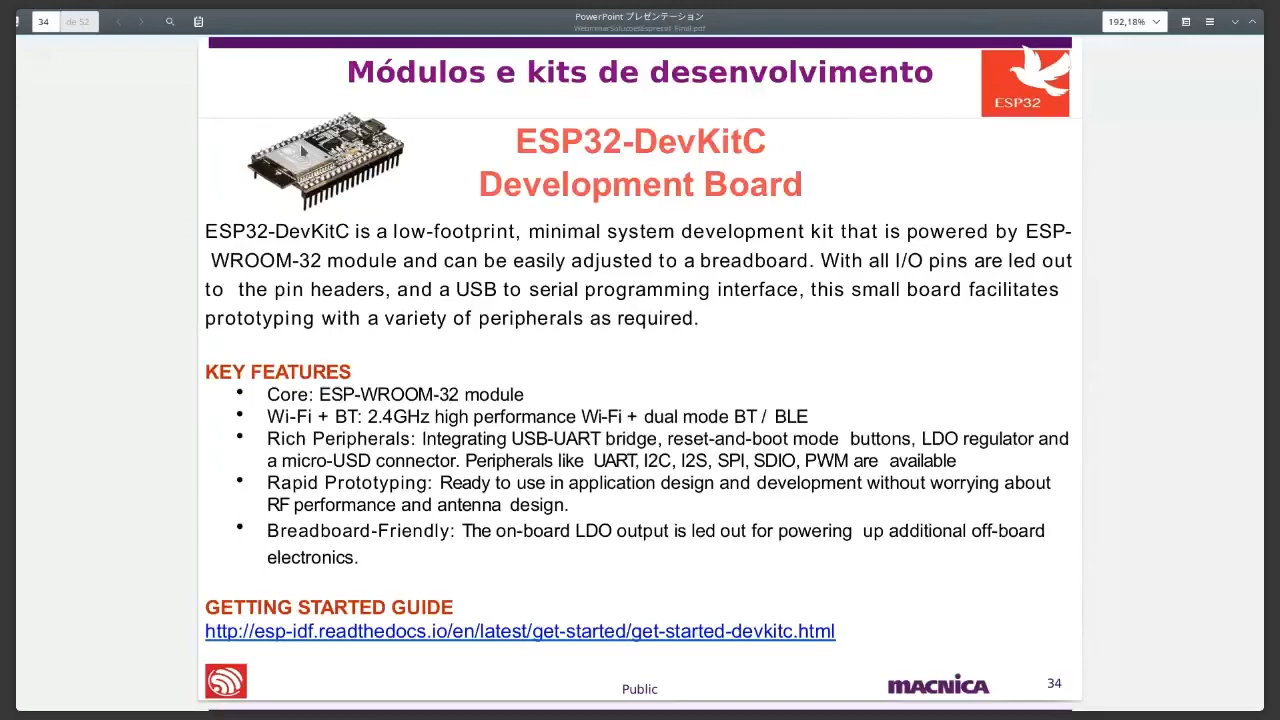 34
de 52
PowerPoint プレゼンテーション
WebminarSolucoesEspressif_Final.pdf
192,18%
Módulos e kits de desenvolvimento
ESP32
ESP32-DevKitC
Development Board
ESP32-DevKitC is a low-footprint, minimal system development kit that is powered by ESP-
WROOM-32 module and can be easily adjusted to a breadboard. With all I/O pins are led out
to the pin headers, and a USB to serial programming interface, this small board facilitates
prototyping with a variety of peripherals as required.
KEY FEATURES
• Core: ESP-WROOM-32 module
• Wi-Fi + BT: 2.4GHz high performance Wi-Fi + dual mode BT / BLE
• Rich Peripherals: Integrating USB-UART bridge, reset-and-boot mode buttons, LDO regulator and
a micro-USD connector. Peripherals like UART, I2C, I2S, SPI, SDIO, PWM are available
• Rapid Prototyping: Ready to use in application design and development without worrying about
RF performance and antenna design.
• Breadboard-Friendly: The on-board LDO output is led out for powering up additional off-board
electronics.
GETTING STARTED GUIDE
http://esp-idf.readthedocs.io/en/latest/get-started/get-started-devkitc.html
Public
macnica
34